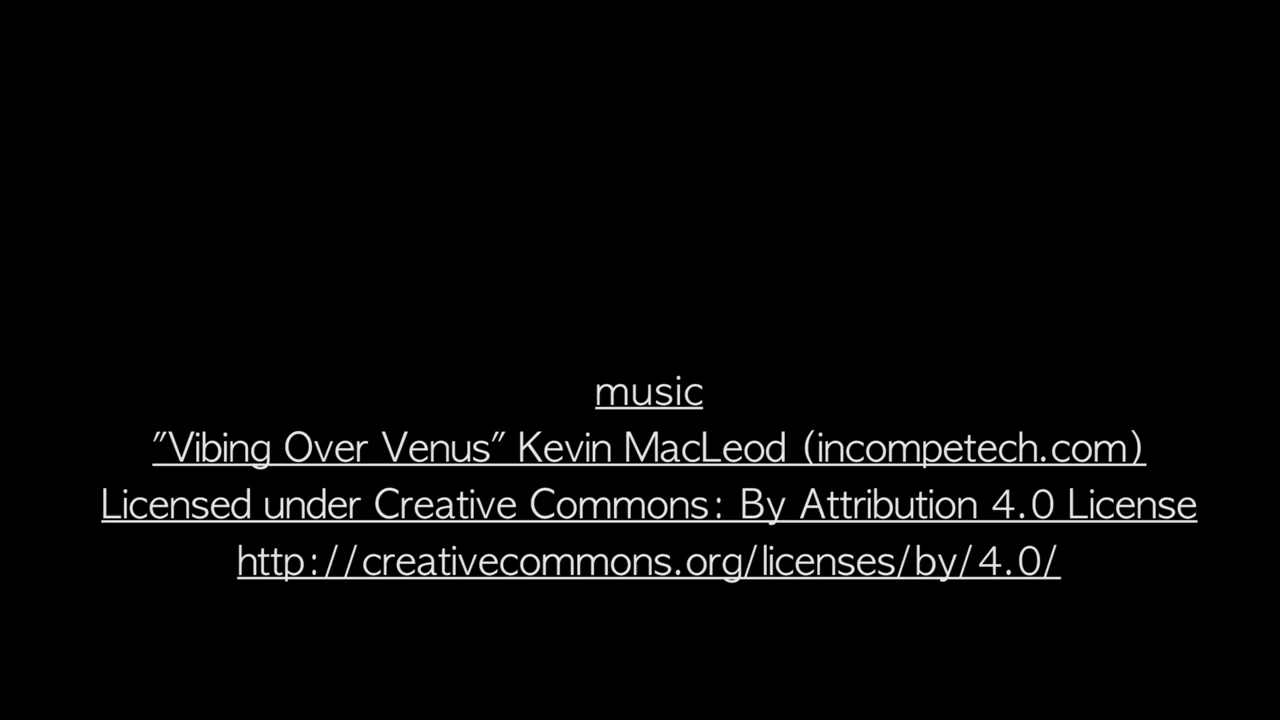 music
"Vibing Over Venus" Kevin MacLeod (incompetech.com)
Licensed under Creative Commons: By Attribution 4.0 License
http://creativecommons.org/licenses/by/4.0/